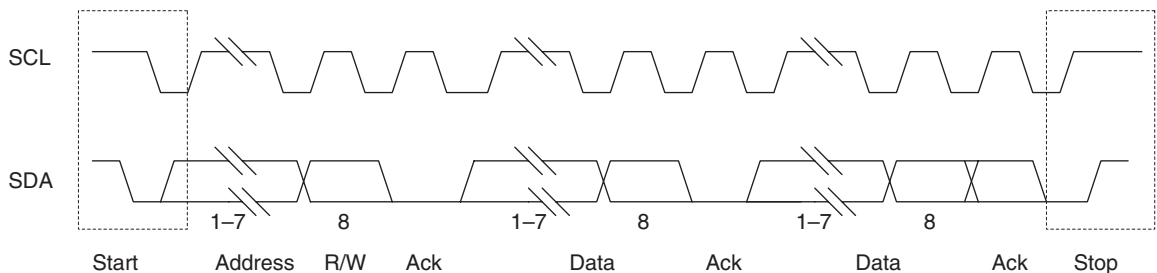 SCL
SDA
1–7 8 1–7 8 1–7 8
Start Address R/W Ack Data Ack Data Ack Stop